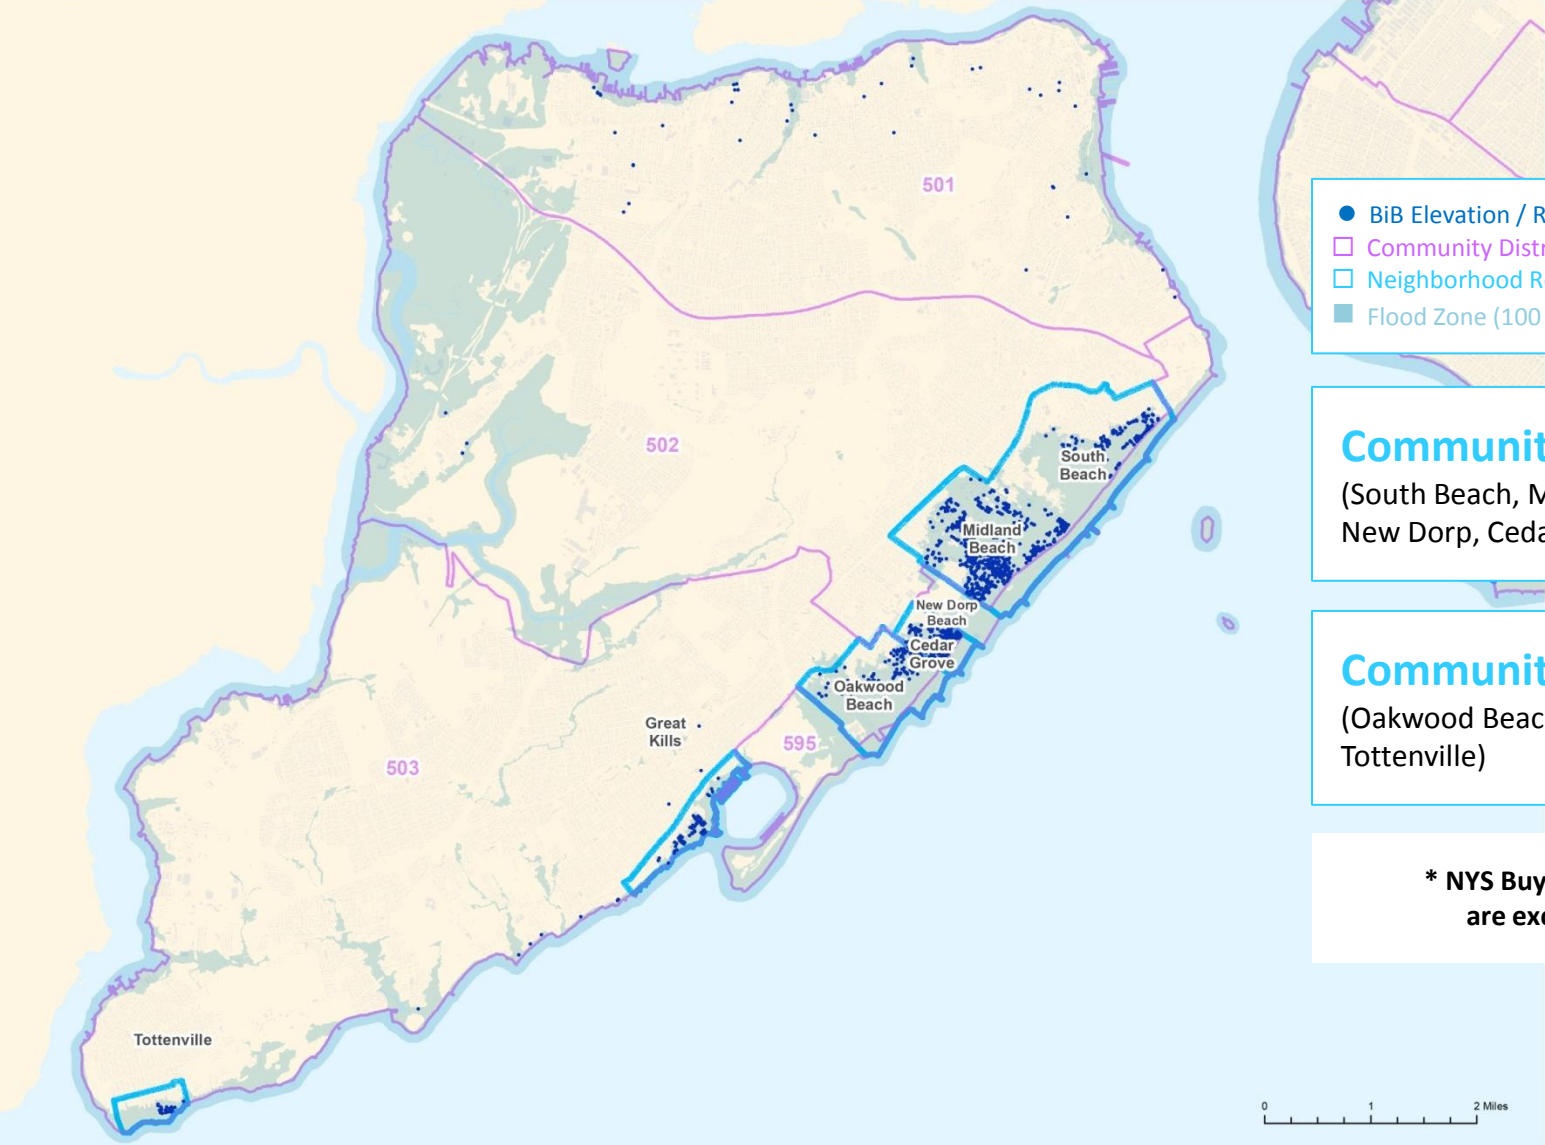 501
502
503
595
South
Beach
Midland
Beach
New Dorp
Beach
Cedar
Grove
Oakwood
Beach
Great
Kills
Tottenville
BiB Elevation / R
Community Distr
Neighborhood R
Flood Zone (100
Communit
(South Beach, M
New Dorp, Ceda
Communit
(Oakwood Beac
Tottenville)
* NYS Buy
are exc
0 1 2 Miles